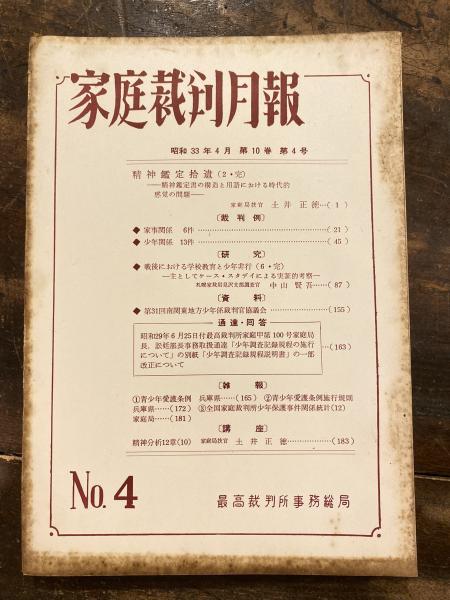 家庭裁判月報
昭和33年4月 第10巻 第4号
精神鑑定拾遺(2・完)
――精神鑑定書の構造と用語における時代的
感覚の問題――
家庭局技官 土井正徳…(1)
〔裁判例〕
◆ 家事関係 6件…(21)
◆ 少年関係 13件…(45)
〔研究〕
◆ 戦後における学校教育と少年非行(6・完)
―主としてケース・スタデイによる実証的考察―
札幌家裁岩見沢支部調査官 中山賢吾……(87)
〔資料〕
◆ 第31回南関東地方少年係裁判官協議会…(155)
通達・回答
昭和29年6月25日付最高裁判所家庭甲第100号家庭局
長、訟廷部長事務取扱通達「少年調査記録規程の施行
について」の別紙「少年調査記録規程説明書」の一部
改正について
…(163)
〔雑報〕
①青少年愛護条例 兵庫県……(165) ②青少年愛護条例施行規則
兵庫県……(172) ③全国家庭裁判所少年保護事件関係統計(12)
家庭局……(181)
〔講座〕
精神分析12章(10) 家庭局技官 土井正徳…(183)
No.4
最高裁判所事務総局